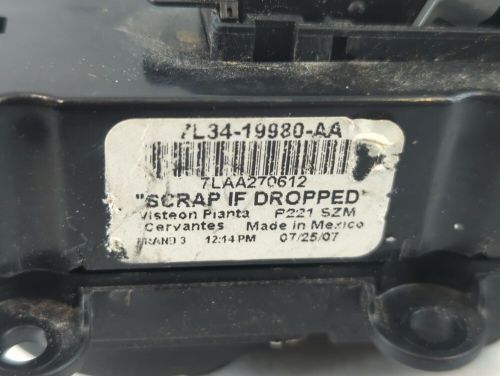 7L34-19980-AA
7LAA270612
"SCRAP IF DROPPED"
Visteon Planta P221 SZM
Cervantes Made in Mexico
3 12:14 PM 07/25/07